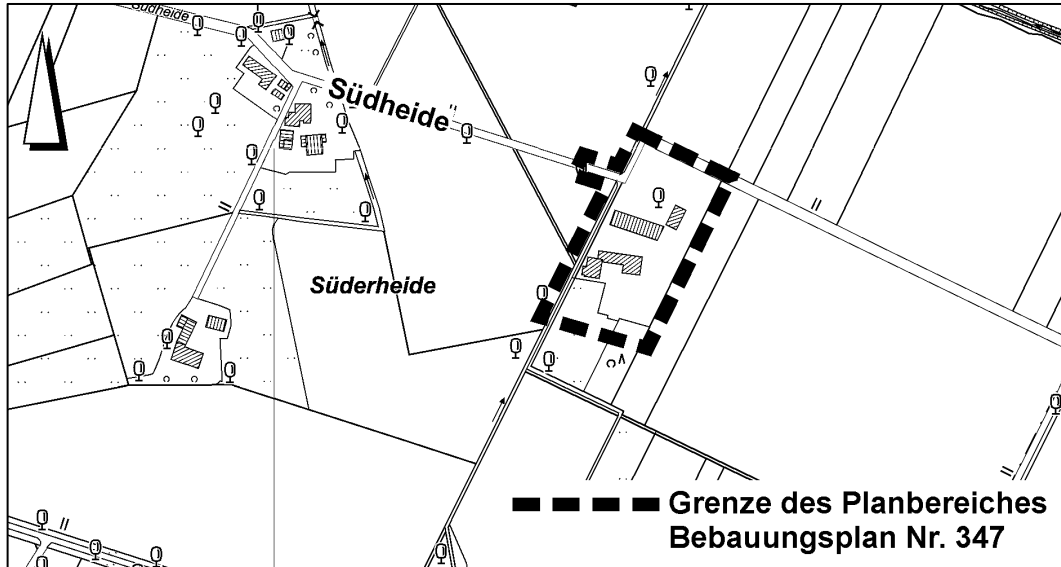 Südheide
Südheide
Süderheide
Grenze des Planbereiches
Bebauungsplan Nr. 347